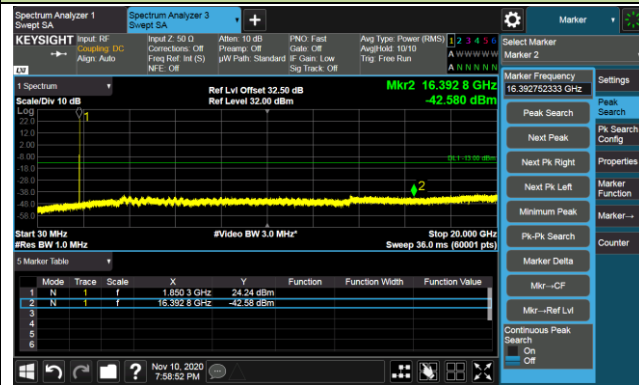 Spectrum Analyzer 1
Swept SA
Spectrum Analyzer 3
Swept SA
Marker
KEYSIGHT
Input: RF
Coupling: DC
Align: Auto
Input Z: 50 Ω
Corrections: Off
Freq Ref: Int (S)
NFE: Off
Atten: 10 dB
Preamp: Off
µW Path: Standard
PNO: Fast
Gate: Off
IF Gain: Low
Sig Track: Off
Avg Type: Power (RMS)
Avg|Hold: 10/10
Trig: Free Run
1 2 3 4 5 6
A W W W W W
A N N N N N
LXI
Select Marker
Marker 2
1 Spectrum
Scale/Div 10 dB
Ref Lvl Offset 32.50 dB
Ref Level 32.00 dBm
Mkr2 16.392 8 GHz
-42.580 dBm
Log
22.0
12.0
2.00
-8.00
-18.0
-28.0
-38.0
-48.0
-58.0
1
DL1 -13.00 dBm
2
Start 30 MHz
#Res BW 1.0 MHz
#Video BW 3.0 MHz*
Stop 20.000 GHz
Sweep 36.0 ms (60001 pts)
5 Marker Table
Mode Trace Scale X Y Function Function Width Function Value
1 N 1 f 1.850 3 GHz 24.24 dBm
2 N 1 f 16.392 8 GHz -42.58 dBm
3
4
5
6
Nov 10, 2020
7:58:52 PM
Marker Frequency
16.392752333 GHz
Peak Search
Next Peak
Next Pk Right
Next Pk Left
Minimum Peak
Pk-Pk Search
Marker Delta
Mkr→CF
Mkr→Ref Lvl
Continuous Peak
Search
On
Off
Settings
Peak
Search
Pk Search
Config
Properties
Marker
Function
Marker→
Counter